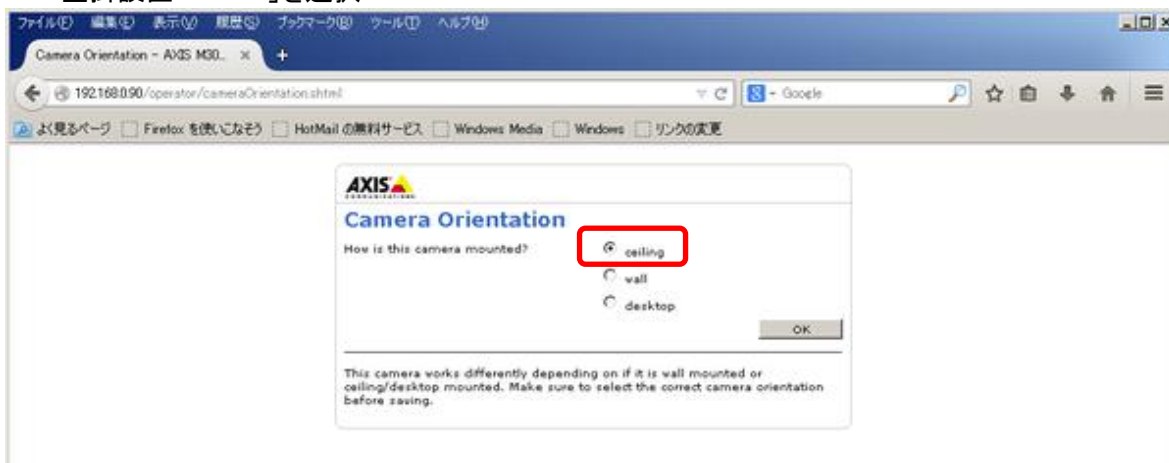 」を選択
ファイル(F) 編集(E) 表示(V) 履歴(S) ブックマーク(B) ツール(T) ヘルプ(H)
Camera Orientation - AXIS M30.. × +
192.168.0.90/operator/cameraOrientation.shtml
Google
よく見るページ Firefox を使いこなそう HotMail の無料サービス Windows Media Windows リンクの変更
AXIS
COMMUNICATIONS
Camera Orientation
How is this camera mounted?
ceiling
wall
desktop
OK
This camera works differently depending on if it is wall mounted or
ceiling/desktop mounted. Make sure to select the correct camera orientation
before saving.